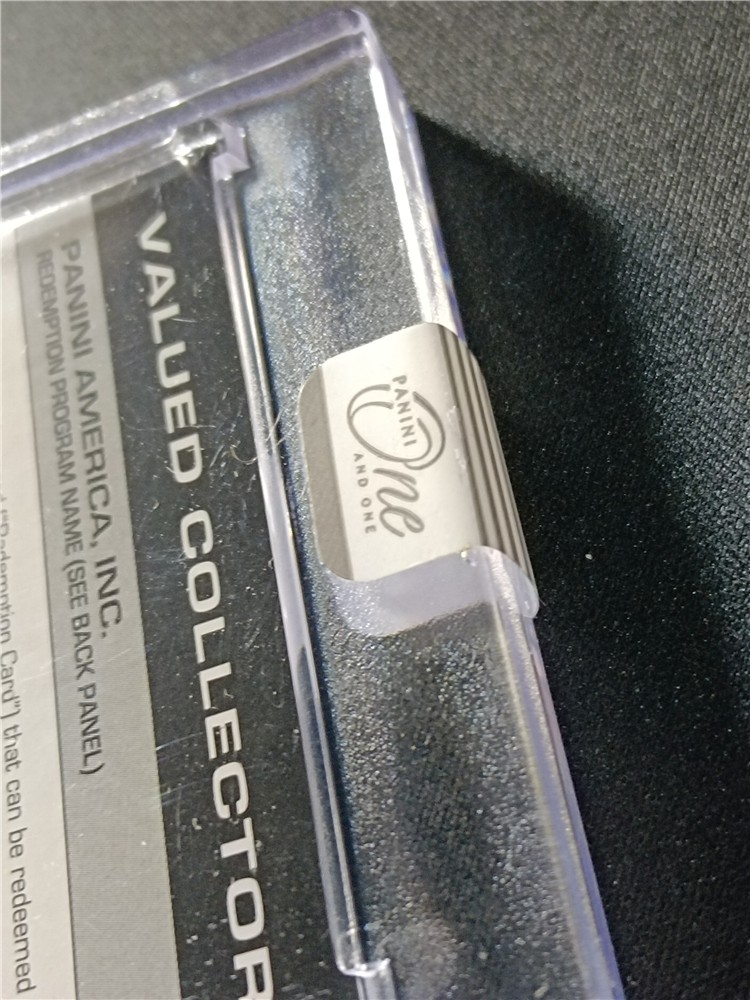 VALUED COLLECTOR
PANINI AMERICA, INC.
REDEMPTION PROGRAM NAME (SEE BACK PANEL)
Card") that can be redeemed
PANINI
One
AND ONE